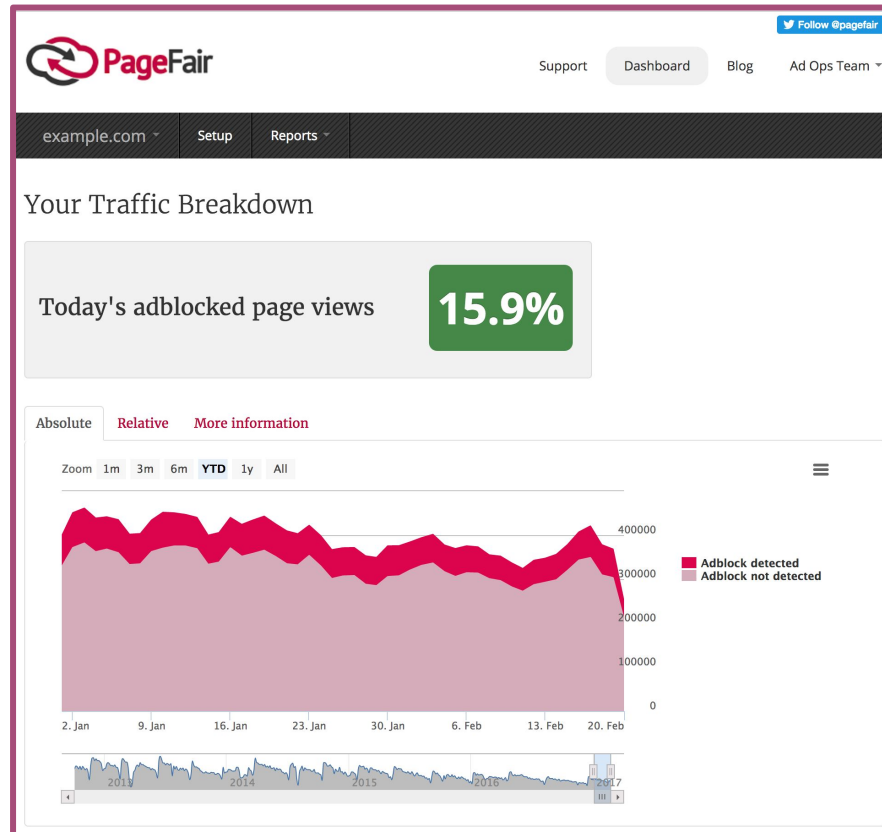 Follow @pagefair
PageFair
Support Dashboard Blog Ad Ops Team
example.com Setup Reports
Your Traffic Breakdown
Today's adblocked page views 15.9%
Absolute Relative More information
Zoom 1m 3m 6m YTD 1y All
400000
300000
200000
100000
0
Adblock detected
Adblock not detected
2. Jan 9. Jan 16. Jan 23. Jan 30. Jan 6. Feb 13. Feb 20. Feb
2013 2014 2015 2016 2017